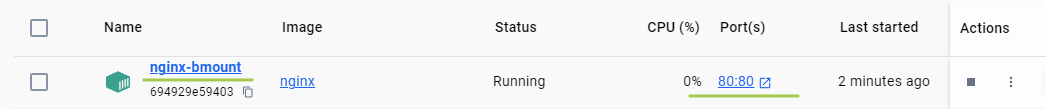 Name Image Status CPU (%) Port(s) Last started Actions
nginx-bmount nginx Running 0% 80:80 2 minutes ago
694929e59403